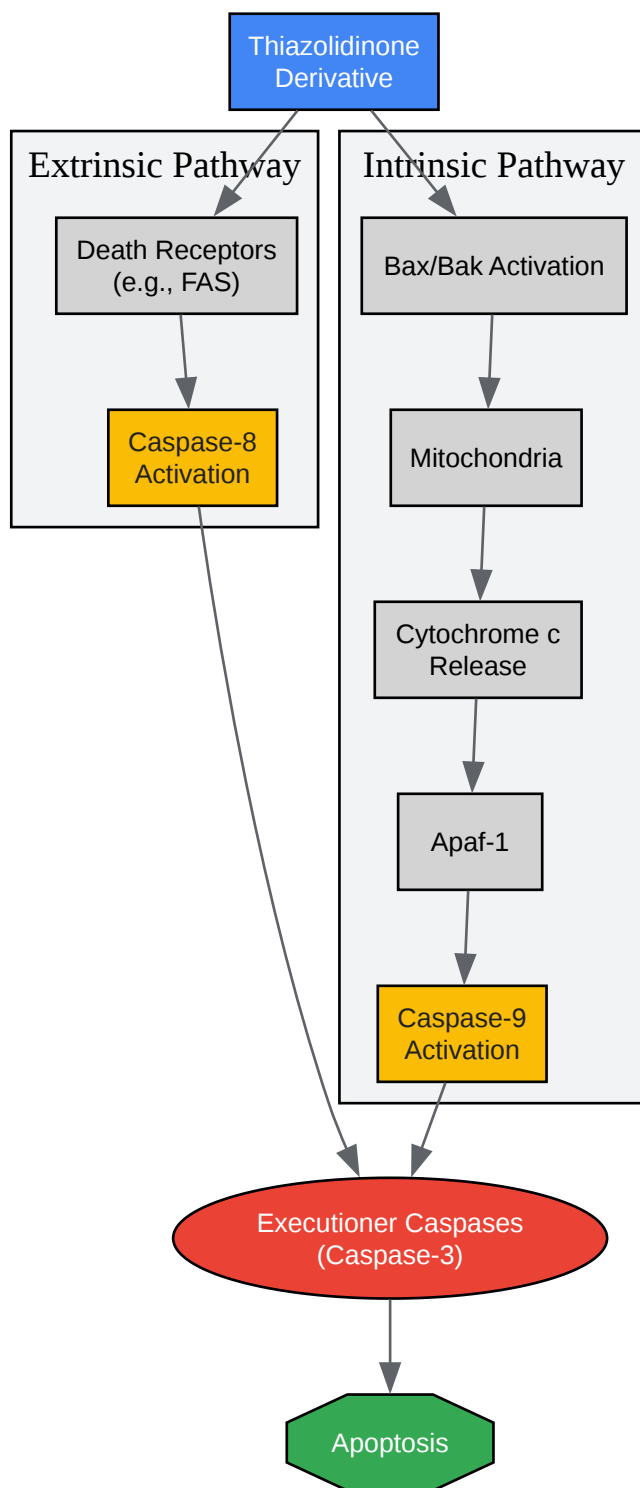 Thiazolidinone
Derivative
Extrinsic Pathway
Death Receptors
(e.g., FAS)
Caspase-8
Activation
Intrinsic Pathway
Bax/Bak Activation
Mitochondria
Cytochrome c
Release
Apaf-1
Caspase-9
Activation
Executioner Caspases
(Caspase-3)
Apoptosis